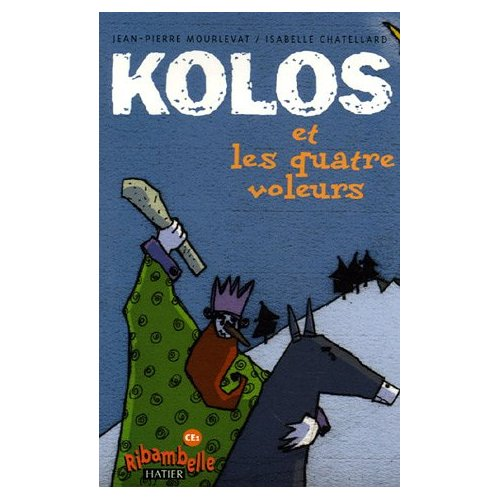 JEAN-PIERRE MOURLEVAT / ISABELLE CHATELLARD
KOLOS
et
les quatre
voleurs
CE1
Ribambelle
HATIER